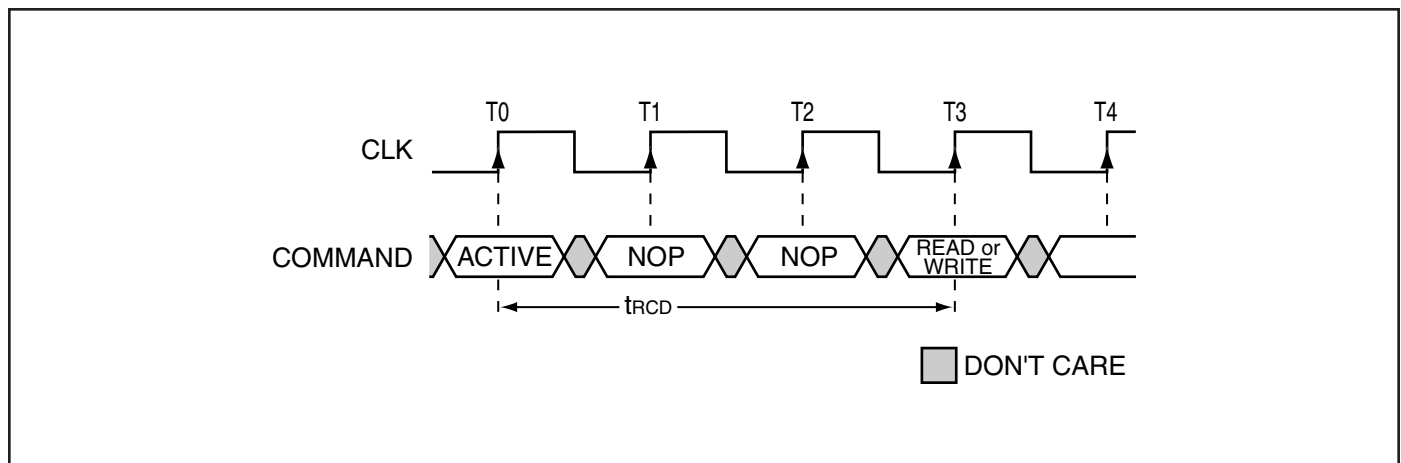 T0 T1 T2 T3 T4
CLK
COMMAND ACTIVE NOP NOP READ or
WRITE
tRCD
DON'T CARE